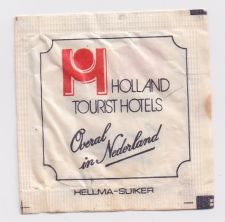 HOLLAND
TOURIST HOTELS
Overal
in Nederland
HELLMA-SUIKER